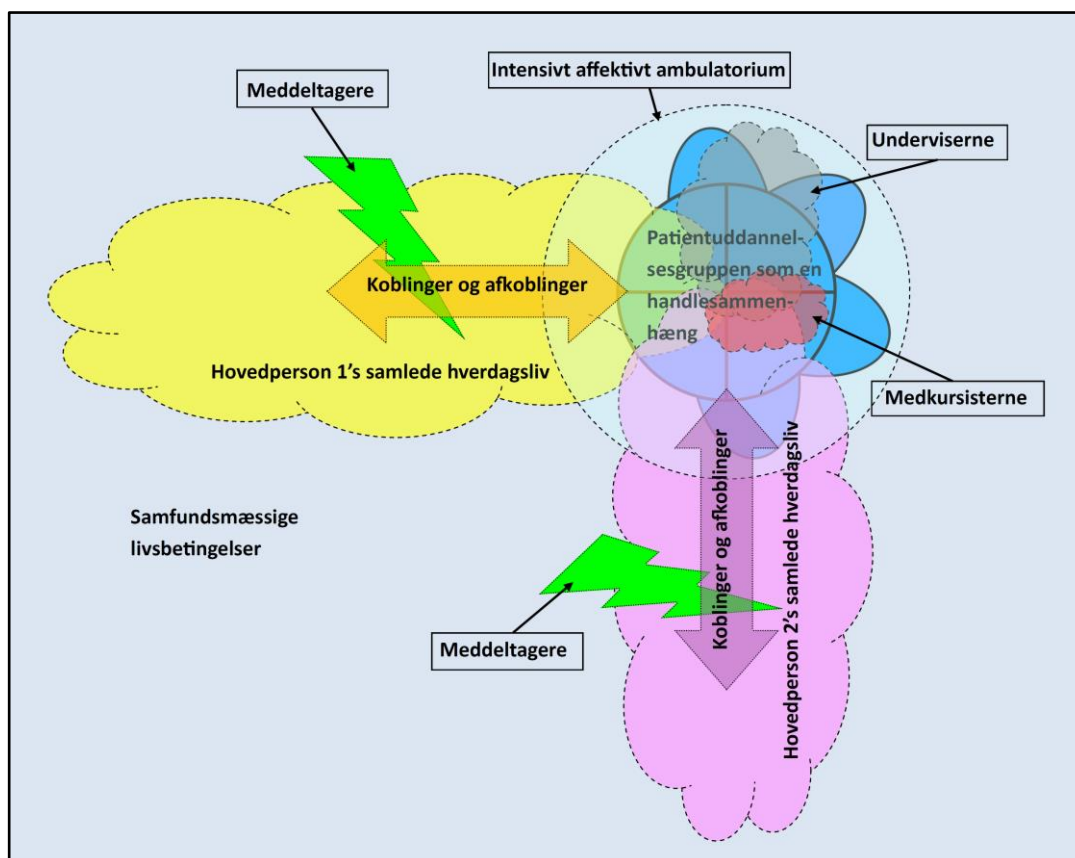 Intensivt affektivt ambulatorium
Meddeltagere
Underviserne
Patientuddannel-
sesgruppen som en
handlesammen-
hæng
Koblinger og afkoblinger
Hovedperson 1's samlede hverdagsliv
Medkursisterne
Samfundsmæssige
livsbetingelser
Koblinger og afkoblinger
Hovedperson 2's samlede hverdagsliv
Meddeltagere